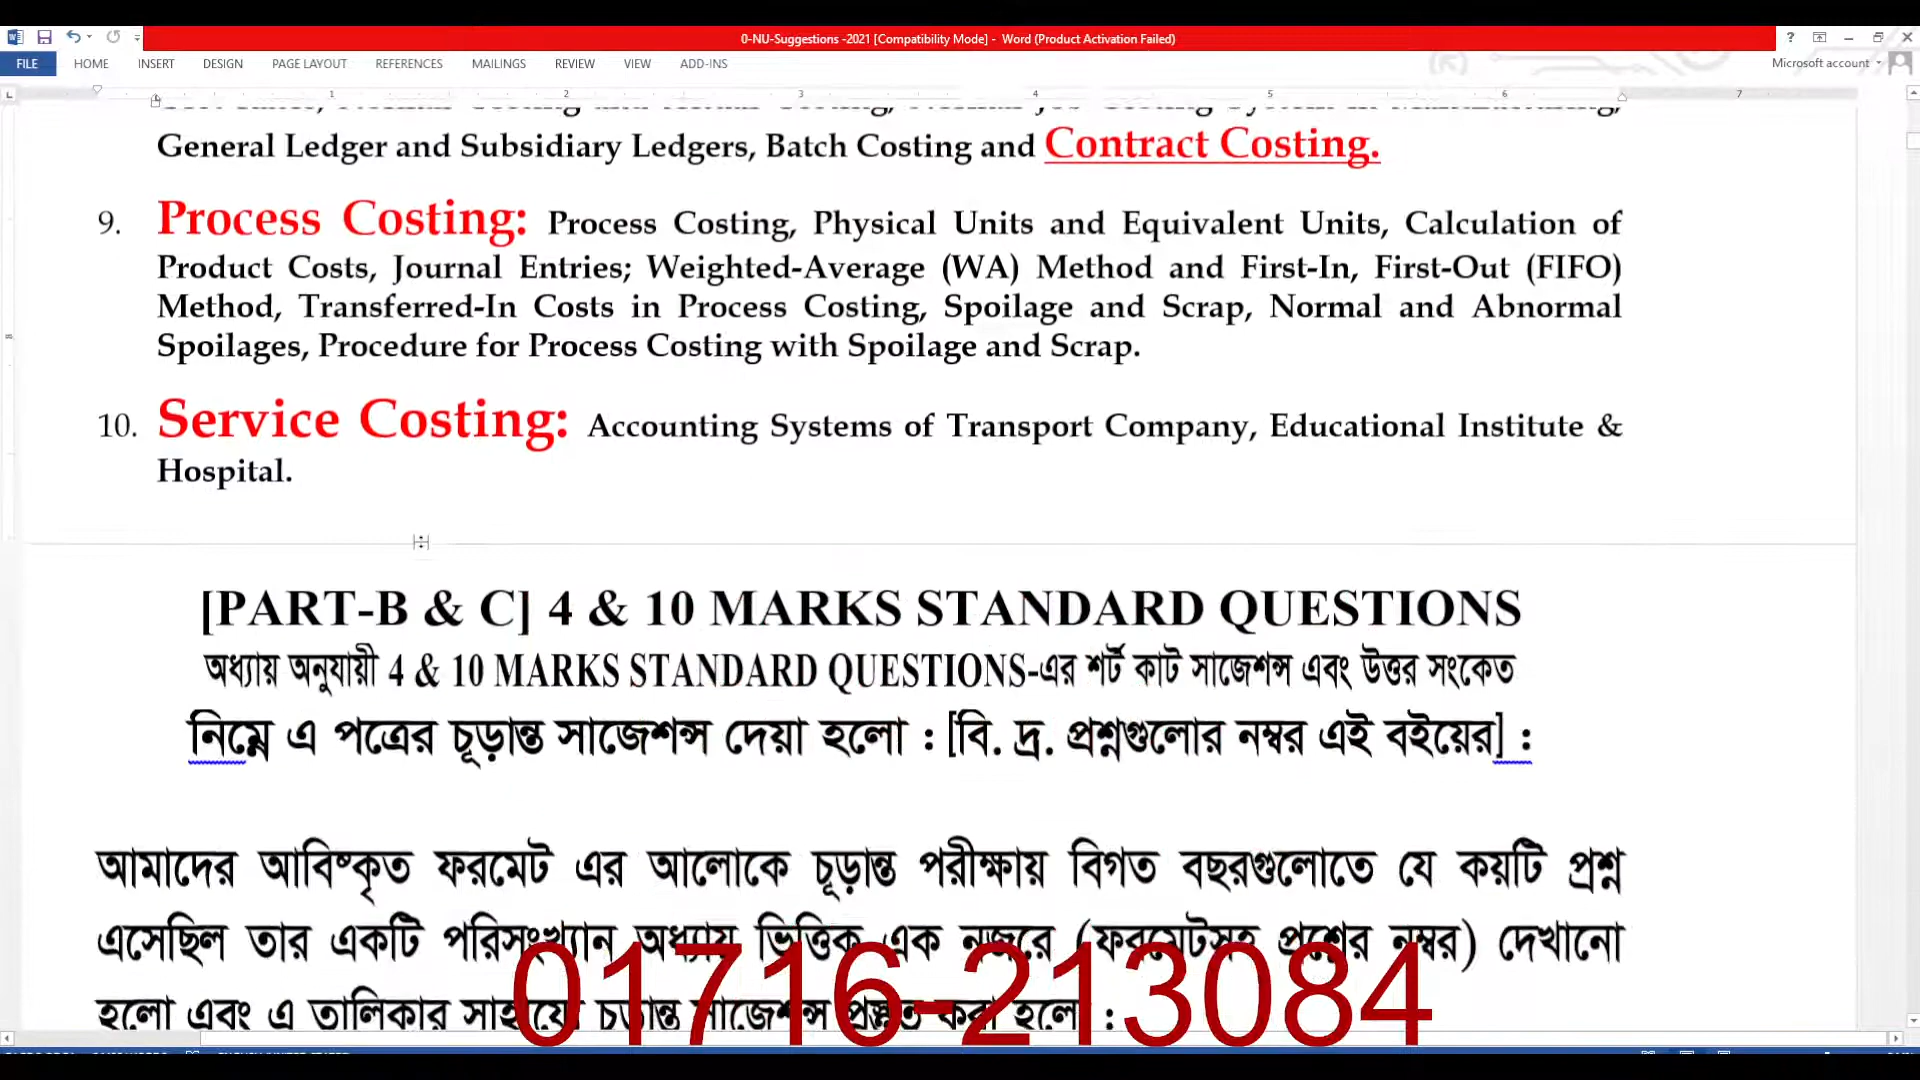 0-NU-Suggestions -2021 [Compatibility Mode] - Word (Product Activation Failed)
FILE HOME INSERT DESIGN PAGE LAYOUT REFERENCES MAILINGS REVIEW VIEW ADD-INS Microsoft account
1 2 3 4 5 6 7
General Ledger and Subsidiary Ledgers, Batch Costing and Contract Costing.
9. Process Costing: Process Costing, Physical Units and Equivalent Units, Calculation of
Product Costs, Journal Entries; Weighted-Average (WA) Method and First-In, First-Out (FIFO)
Method, Transferred-In Costs in Process Costing, Spoilage and Scrap, Normal and Abnormal
Spoilages, Procedure for Process Costing with Spoilage and Scrap.
10. Service Costing: Accounting Systems of Transport Company, Educational Institute &
Hospital.
[PART-B & C] 4 & 10 MARKS STANDARD QUESTIONS
অধ্যায় অনুযায়ী 4 & 10 MARKS STANDARD QUESTIONS-এর শর্ট কাট সাজেশন্স এবং উত্তর সংকেত
নিম্নে এ পত্রের চূড়ান্ত সাজেশন্স দেয়া হলো : [বি. দ্র. প্রশ্নগুলোর নম্বর এই বইয়ের] :
আমাদের আবিষ্কৃত ফরমেট এর আলোকে চূড়ান্ত পরীক্ষায় বিগত বছরগুলোতে যে কয়টি প্রশ্ন
এসেছিল তার একটি পরিসংখ্যান অধ্যায় ভিত্তিক এক নজরে (ফরমেটসহ প্রশ্নের নম্বর) দেখানো
হলো এবং এ তালিকার সাহায্যে চূড়ান্ত সাজেশন্স প্রস্তুত করা হলো :
01716-213084